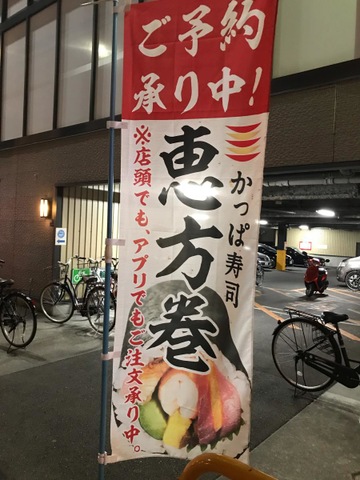 ご予約
承り中!
かっぱ寿司
恵方巻
※店頭でも、アプリでもご注文承り中。